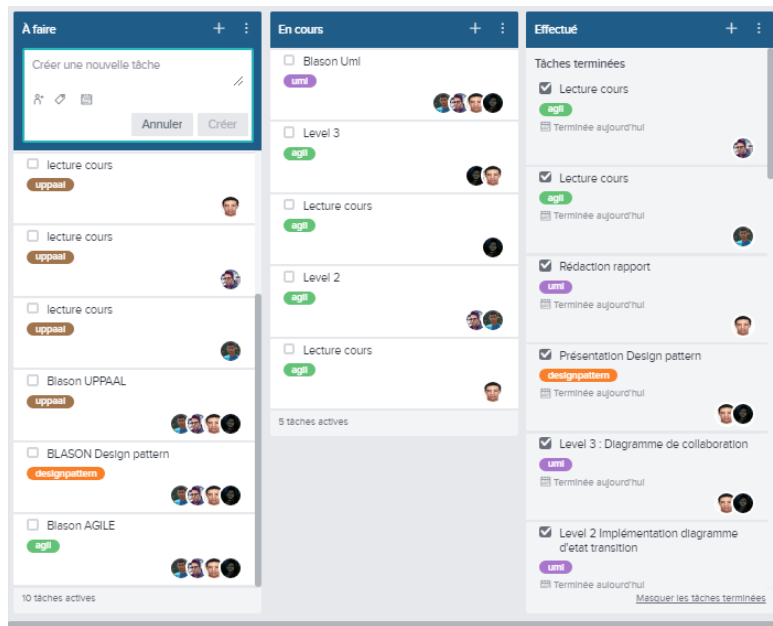 À faire
Créer une nouvelle tâche
Annuler Créer
lecture cours
uppaal
lecture cours
uppaal
lecture cours
uppaal
Blason UPPAAL
uppaal
BLASON Design pattern
designpattern
Blason AGILE
agil
10 tâches actives
En cours
Blason Uml
uml
Level 3
agil
Lecture cours
agil
Level 2
agil
Lecture cours
agil
5 tâches actives
Effectué
Tâches terminées
Lecture cours
agil
Terminée aujourd'hui
Lecture cours
agil
Terminée aujourd'hui
Rédaction rapport
uml
Terminée aujourd'hui
Présentation Design pattern
designpattern
Terminée aujourd'hui
Level 3 : Diagramme de collaboration
uml
Terminée aujourd'hui
Level 2 Implémentation diagramme
d'etat transition
uml
Terminée aujourd'hui
Masquer les tâches terminées